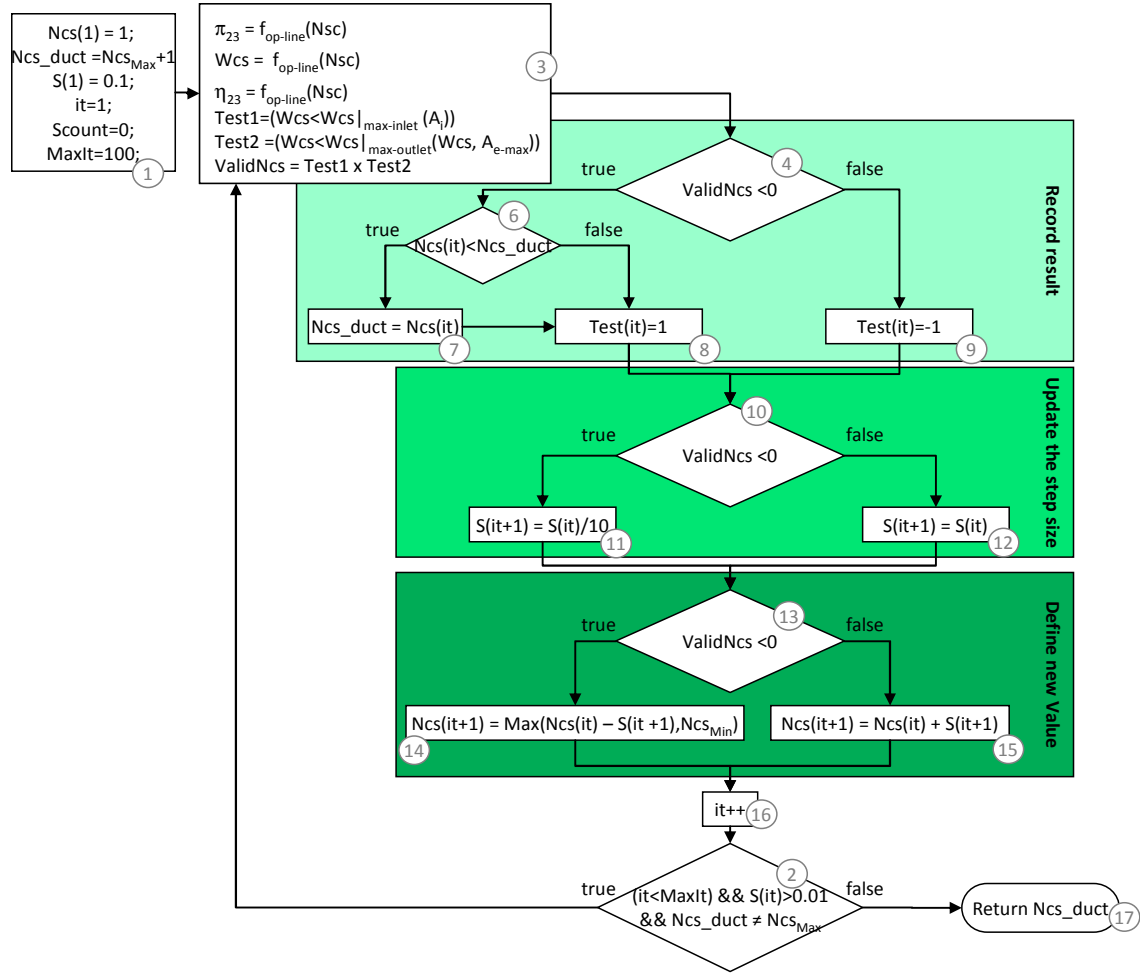 Ncs(1) = 1;
Ncs_duct =Ncs_Max+1
S(1) = 0.1;
it=1;
Scount=0;
MaxIt=100;
1
π23 = fop-line(Nsc)
Wcs = fop-line(Nsc)
η23 = fop-line(Nsc)
Test1=(Wcs<Wcs|max-inlet (Ai))
Test2 =(Wcs<Wcs|max-outlet(Wcs, Ae-max))
ValidNcs = Test1 x Test2
3
Record result
4
true
ValidNcs <0
false
6
true
Ncs(it)<Ncs_duct
false
Ncs_duct = Ncs(it)
7
Test(it)=1
8
Test(it)=-1
9
Update the step size
10
true
ValidNcs <0
false
S(it+1) = S(it)/10
11
S(it+1) = S(it)
12
Define new Value
13
true
ValidNcs <0
false
Ncs(it+1) = Max(Ncs(it) – S(it +1),NcsMin)
14
Ncs(it+1) = Ncs(it) + S(it+1)
15
it++
16
2
true
(it<MaxIt) && S(it)>0.01
&& Ncs_duct ≠ NcsMax
false
Return Ncs_duct
17